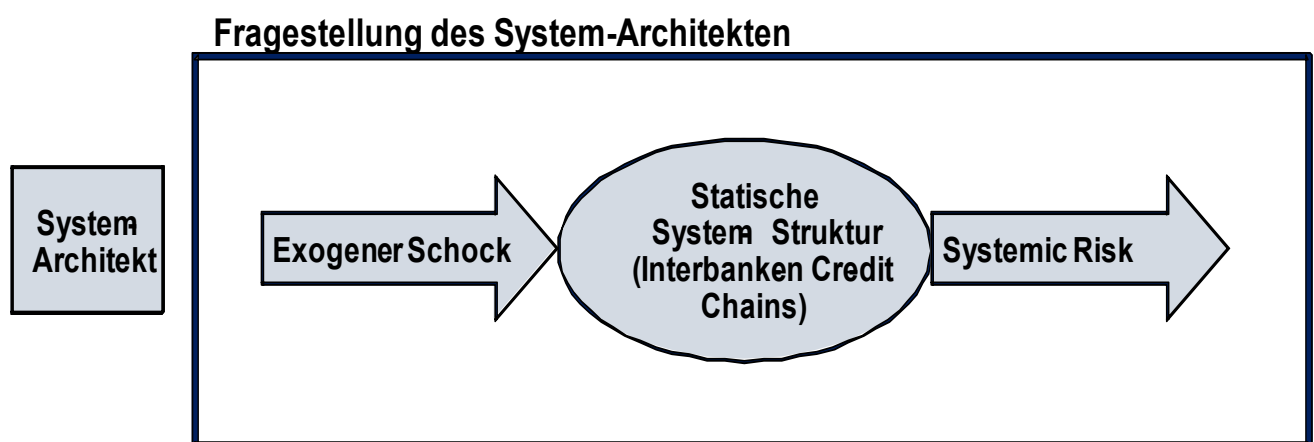 Fragestellung des System-Architekten
System-
Architekt
Exogener Schock
Statische
System- Struktur
(Interbanken Credit
Chains)
Systemic Risk